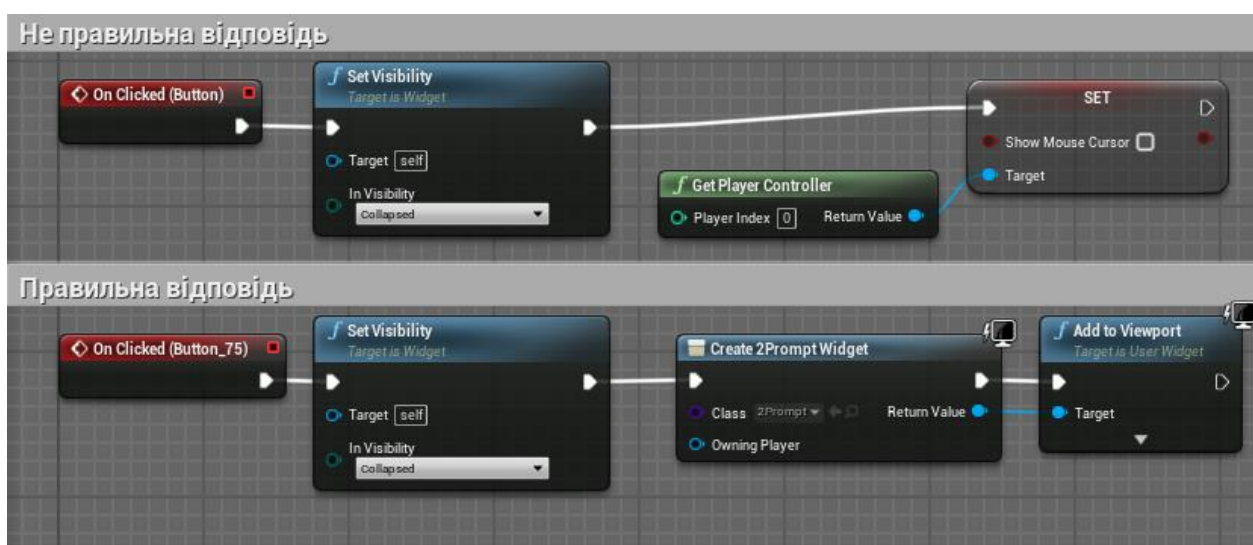 Не правильна відповідь
On Clicked (Button)
Set Visibility
Target is Widget
Target self
In Visibility
Collapsed
Get Player Controller
Player Index 0 Return Value
SET
Show Mouse Cursor
Target
Правильна відповідь
On Clicked (Button_75)
Set Visibility
Target is Widget
Target self
In Visibility
Collapsed
Create 2Prompt Widget
Class 2Prompt Return Value
Owning Player
Add to Viewport
Target is User Widget
Target